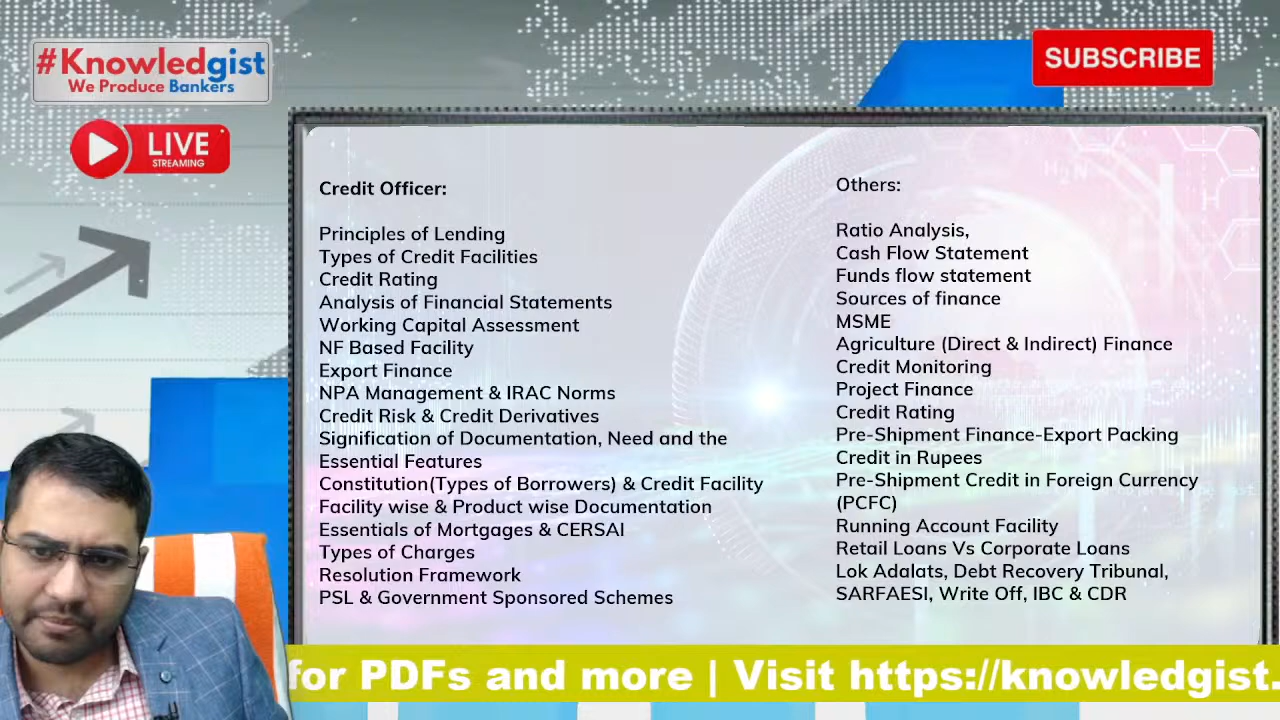 #Knowledgist
We Produce Bankers
SUBSCRIBE
LIVE
STREAMING
Credit Officer:
Principles of Lending
Types of Credit Facilities
Credit Rating
Analysis of Financial Statements
Working Capital Assessment
NF Based Facility
Export Finance
NPA Management & IRAC Norms
Credit Risk & Credit Derivatives
Signification of Documentation, Need and the
Essential Features
Constitution(Types of Borrowers) & Credit Facility
Facility wise & Product wise Documentation
Essentials of Mortgages & CERSAI
Types of Charges
Resolution Framework
PSL & Government Sponsored Schemes
Others:
Ratio Analysis,
Cash Flow Statement
Funds flow statement
Sources of finance
MSME
Agriculture (Direct & Indirect) Finance
Credit Monitoring
Project Finance
Credit Rating
Pre-Shipment Finance-Export Packing
Credit in Rupees
Pre-Shipment Credit in Foreign Currency
(PCFC)
Running Account Facility
Retail Loans Vs Corporate Loans
Lok Adalats, Debt Recovery Tribunal,
SARFAESI, Write Off, IBC & CDR
for PDFs and more | Visit https://knowledgist.